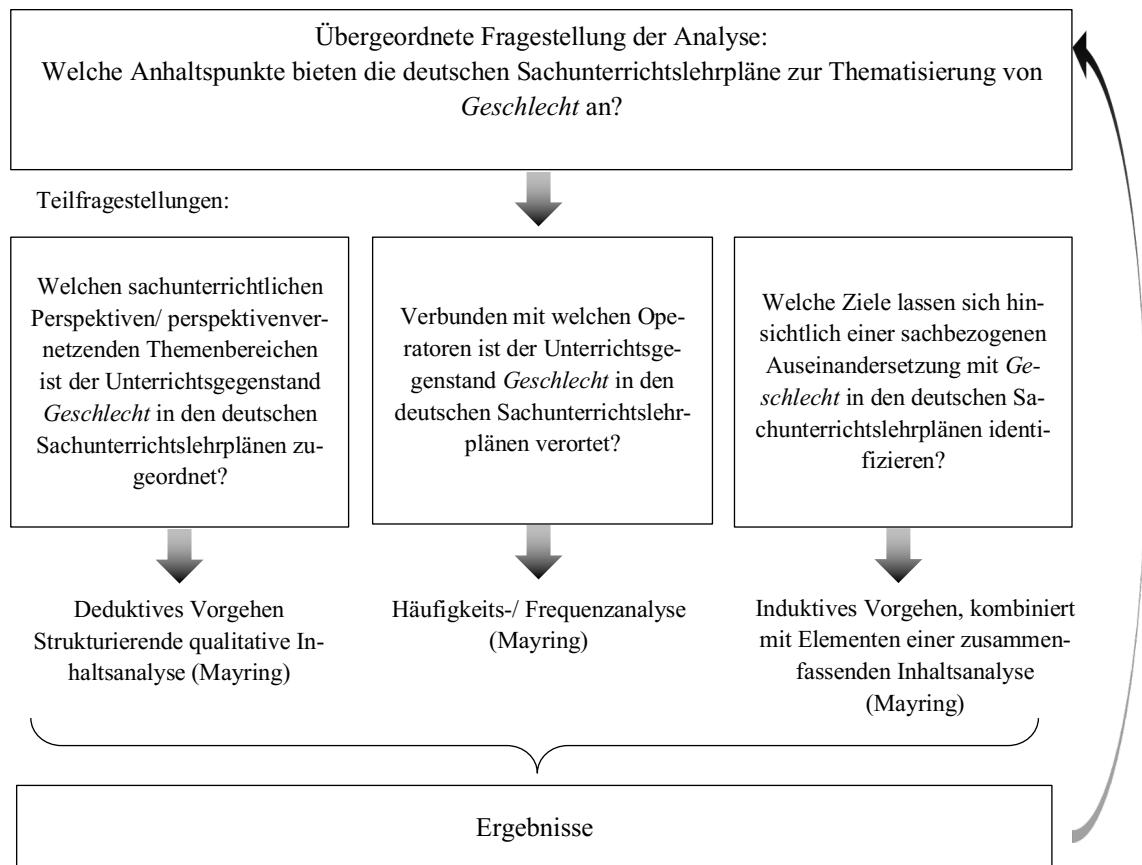 Übergeordnete Fragestellung der Analyse:
Welche Anhaltspunkte bieten die deutschen Sachunterrichtslehrpläne zur Thematisierung von
Geschlecht an?
Teilfragestellungen:
Welchen sachunterrichtlichen
Perspektiven/ perspektivenver-
netzenden Themenbereichen
ist der Unterrichtsgegenstand
Geschlecht in den deutschen
Sachunterrichtslehrplänen zu-
geordnet?
Verbunden mit welchen Ope-
ratoren ist der Unterrichtsge-
genstand Geschlecht in den
deutschen Sachunterrichtslehr-
plänen verortet?
Welche Ziele lassen sich hin-
sichtlich einer sachbezogenen
Auseinandersetzung mit Ge-
schlecht in den deutschen Sa-
chunterrichtslehrplänen identi-
fizieren?
Deduktives Vorgehen
Strukturierende qualitative In-
haltsanalyse (Mayring)
Häufigkeits-/ Frequenzanalyse
(Mayring)
Induktives Vorgehen, kombiniert
mit Elementen einer zusammen-
fassenden Inhaltsanalyse
(Mayring)
Ergebnisse